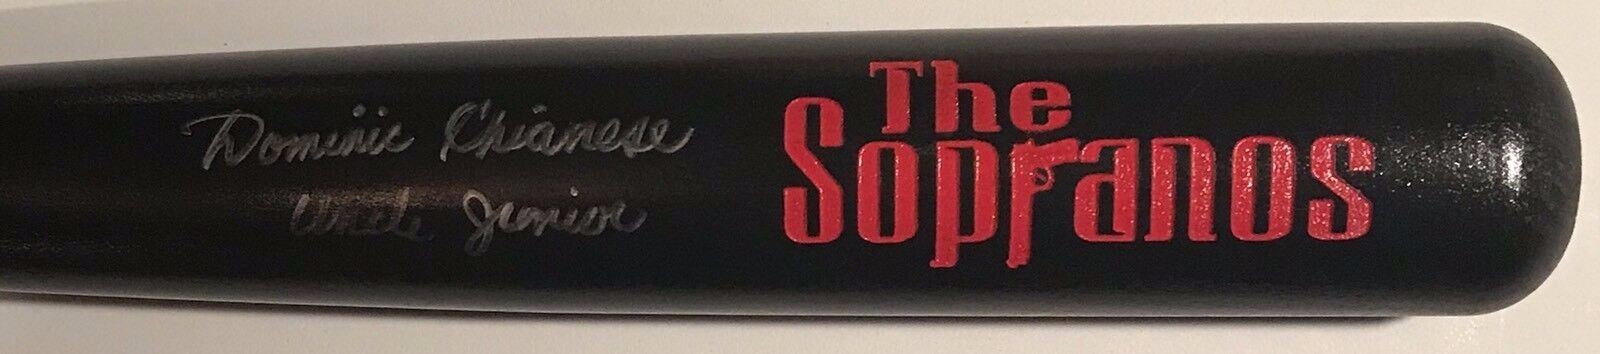 Dominic Chianese
Uncle Junior
The
Sopranos